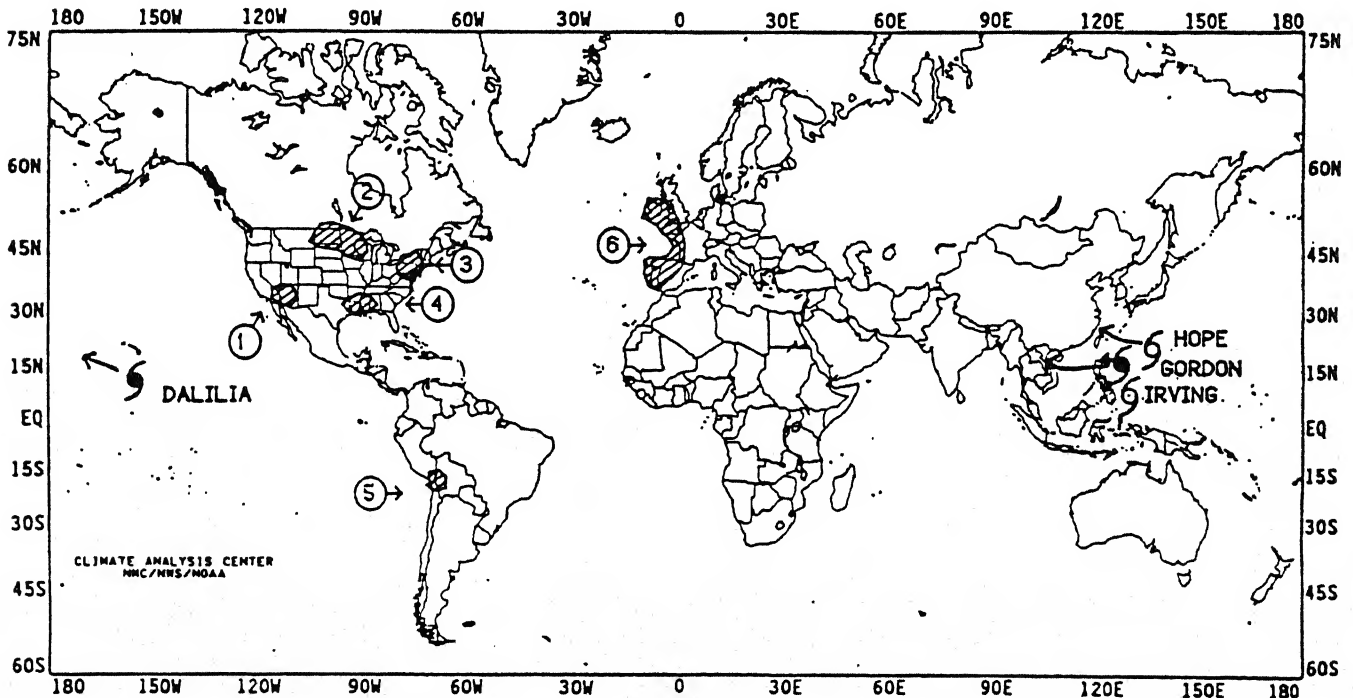 180 150W 120W 90W 60W 30W 0 30E 60E 90E 120E 150E 180
75N 75N
60N 60N
②
45N ⑥ 45N
③
④
30N 30N
① HOPE
15N GORDON 15N
DALILIA IRVING.
EQ EQ
15S 15S
⑤
30S 30S
CLIMATE ANALYSIS CENTER
NMC/NWS/NOAA
45S 45S
60S 60S
180 150W 120W 90W 60W 30W 0 30E 60E 90E 120E 150E 180